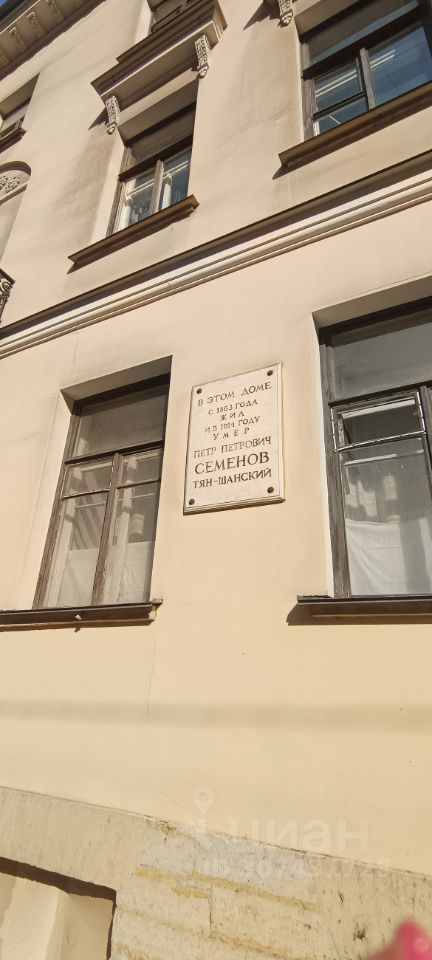 В ЭТОМ ДОМЕ
С 1863 ГОДА
ЖИЛ
И В 1914 ГОДУ
УМЕР
ПЕТР ПЕТРОВИЧ
СЕМЕНОВ
ТЯН-ШАНСКИЙ
циан